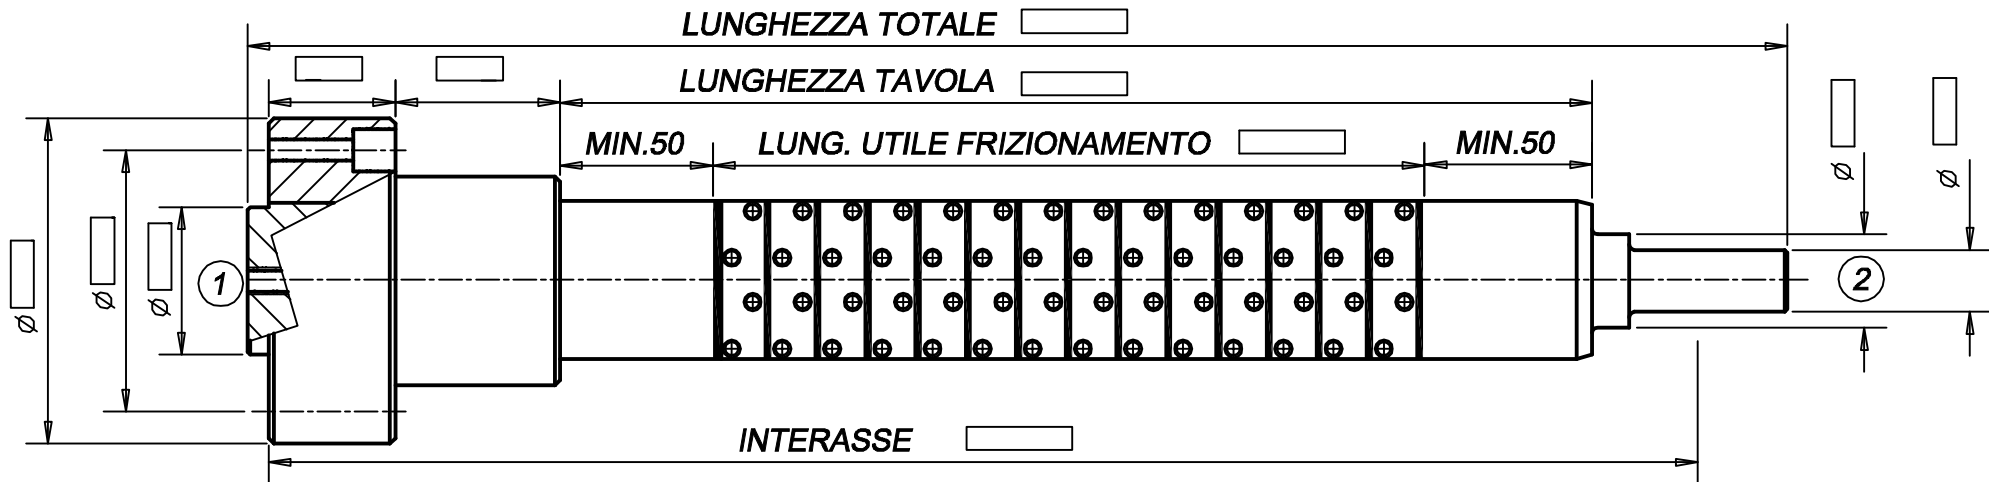 LUNGHEZZA TOTALE
LUNGHEZZA TAVOLA
MIN.50 LUNG. UTILE FRIZIONAMENTO MIN.50
Ø Ø
1 2
Ø Ø Ø
INTERASSE